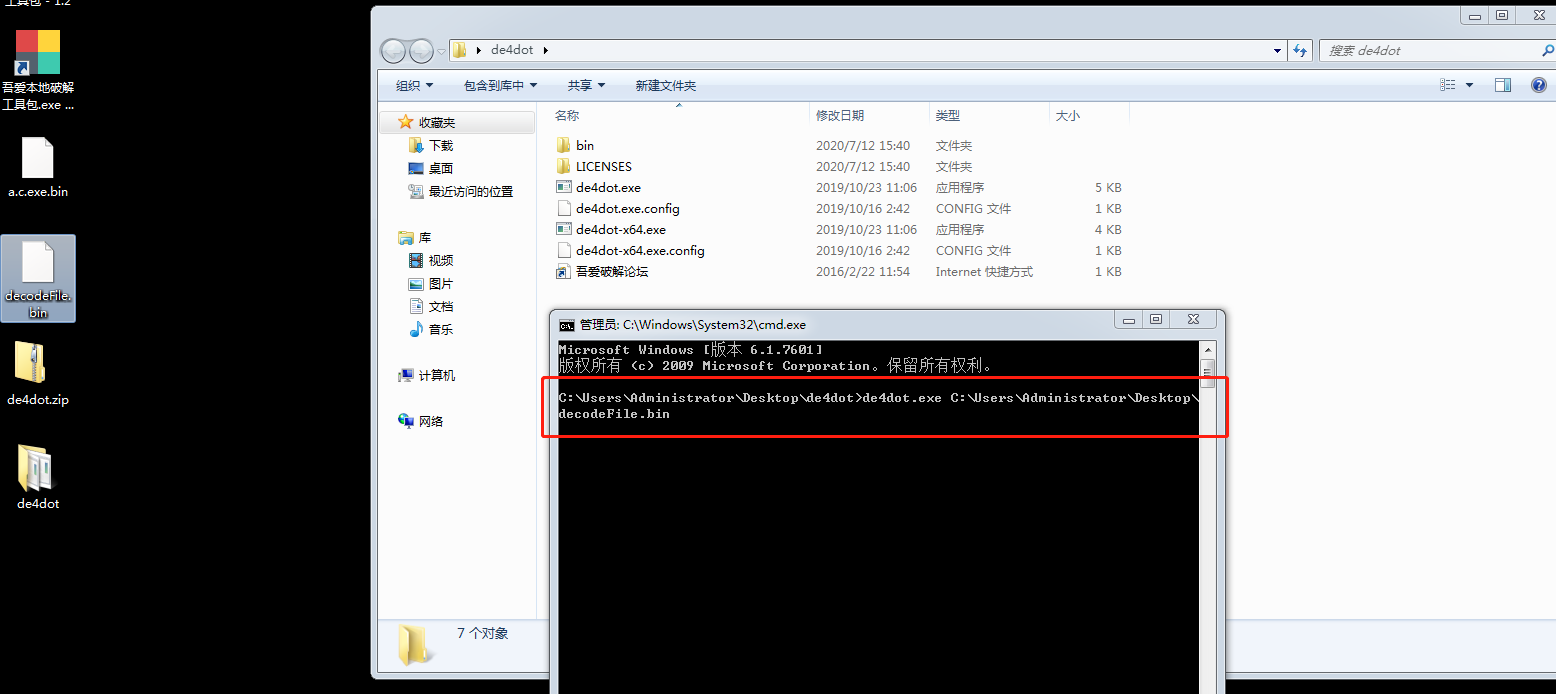 工具包 - 1.2
吾爱本地破解
工具包.exe ...
a.c.exe.bin
decodeFile.
bin
de4dot.zip
de4dot
de4dot
搜索 de4dot
组织 包含到库中 共享 新建文件夹
收藏夹
下载
桌面
最近访问的位置
库
视频
图片
文档
音乐
计算机
网络
名称 修改日期 类型 大小
bin 2020/7/12 15:40 文件夹
LICENSES 2020/7/12 15:40 文件夹
de4dot.exe 2019/10/23 11:06 应用程序 5 KB
de4dot.exe.config 2019/10/16 2:42 CONFIG 文件 1 KB
de4dot-x64.exe 2019/10/23 11:06 应用程序 4 KB
de4dot-x64.exe.config 2019/10/16 2:42 CONFIG 文件 1 KB
吾爱破解论坛 2016/2/22 11:54 Internet 快捷方式 1 KB
管理员: C:\Windows\System32\cmd.exe
Microsoft Windows [版本 6.1.7601]
版权所有 (c) 2009 Microsoft Corporation。保留所有权利。
C:\Users\Administrator\Desktop\de4dot>de4dot.exe C:\Users\Administrator\Desktop\
decodeFile.bin
7 个对象